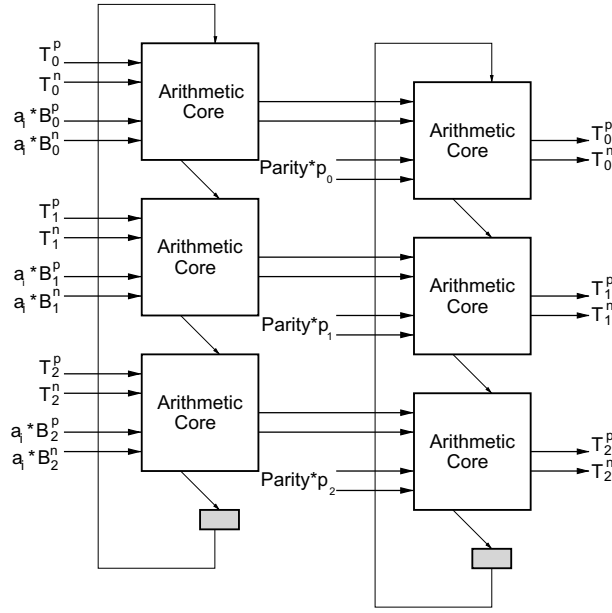 T₀ᵖ
T₀ⁿ
aᵢ*B₀ᵖ
aᵢ*B₀ⁿ
Arithmetic
Core
Parity*p₀
Arithmetic
Core
T₀ᵖ
T₀ⁿ
T₁ᵖ
T₁ⁿ
aᵢ*B₁ᵖ
aᵢ*B₁ⁿ
Arithmetic
Core
Parity*p₁
Arithmetic
Core
T₁ᵖ
T₁ⁿ
T₂ᵖ
T₂ⁿ
aᵢ*B₂ᵖ
aᵢ*B₂ⁿ
Arithmetic
Core
Parity*p₂
Arithmetic
Core
T₂ᵖ
T₂ⁿ